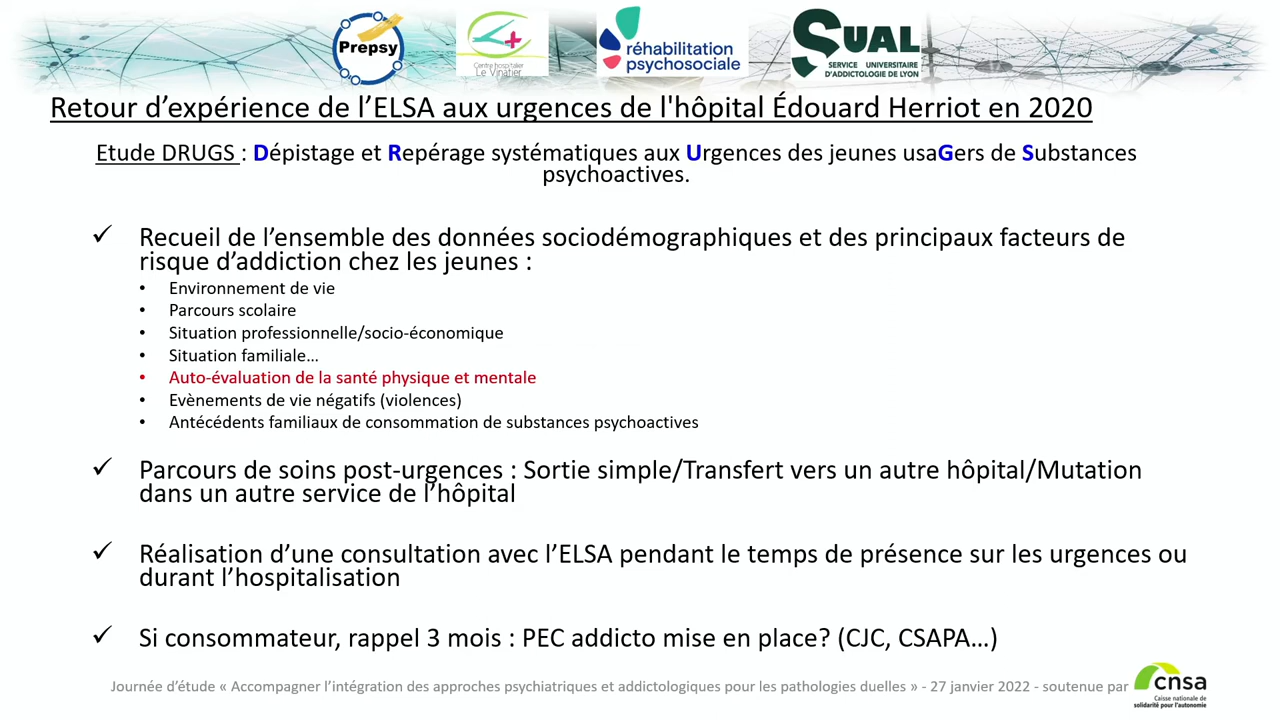 Prepsy
Centre hospitalier
Le Vinatier
réhabilitation
psychosociale
SUAL
SERVICE UNIVERSITAIRE
D'ADDICTOLOGIE DE LYON
Retour d’expérience de l’ELSA aux urgences de l'hôpital Édouard Herriot en 2020
Etude DRUGS : Dépistage et Repérage systématiques aux Urgences des jeunes usaGers de Substances
psychoactives.
✓ Recueil de l’ensemble des données sociodémographiques et des principaux facteurs de
risque d’addiction chez les jeunes :
• Environnement de vie
• Parcours scolaire
• Situation professionnelle/socio-économique
• Situation familiale…
• Auto-évaluation de la santé physique et mentale
• Evènements de vie négatifs (violences)
• Antécédents familiaux de consommation de substances psychoactives
✓ Parcours de soins post-urgences : Sortie simple/Transfert vers un autre hôpital/Mutation
dans un autre service de l’hôpital
✓ Réalisation d’une consultation avec l’ELSA pendant le temps de présence sur les urgences ou
durant l’hospitalisation
✓ Si consommateur, rappel 3 mois : PEC addicto mise en place? (CJC, CSAPA…)
Journée d’étude « Accompagner l’intégration des approches psychiatriques et addictologiques pour les pathologies duelles » - 27 janvier 2022 - soutenue par
cnsa
Caisse nationale de
solidarité pour l'autonomie